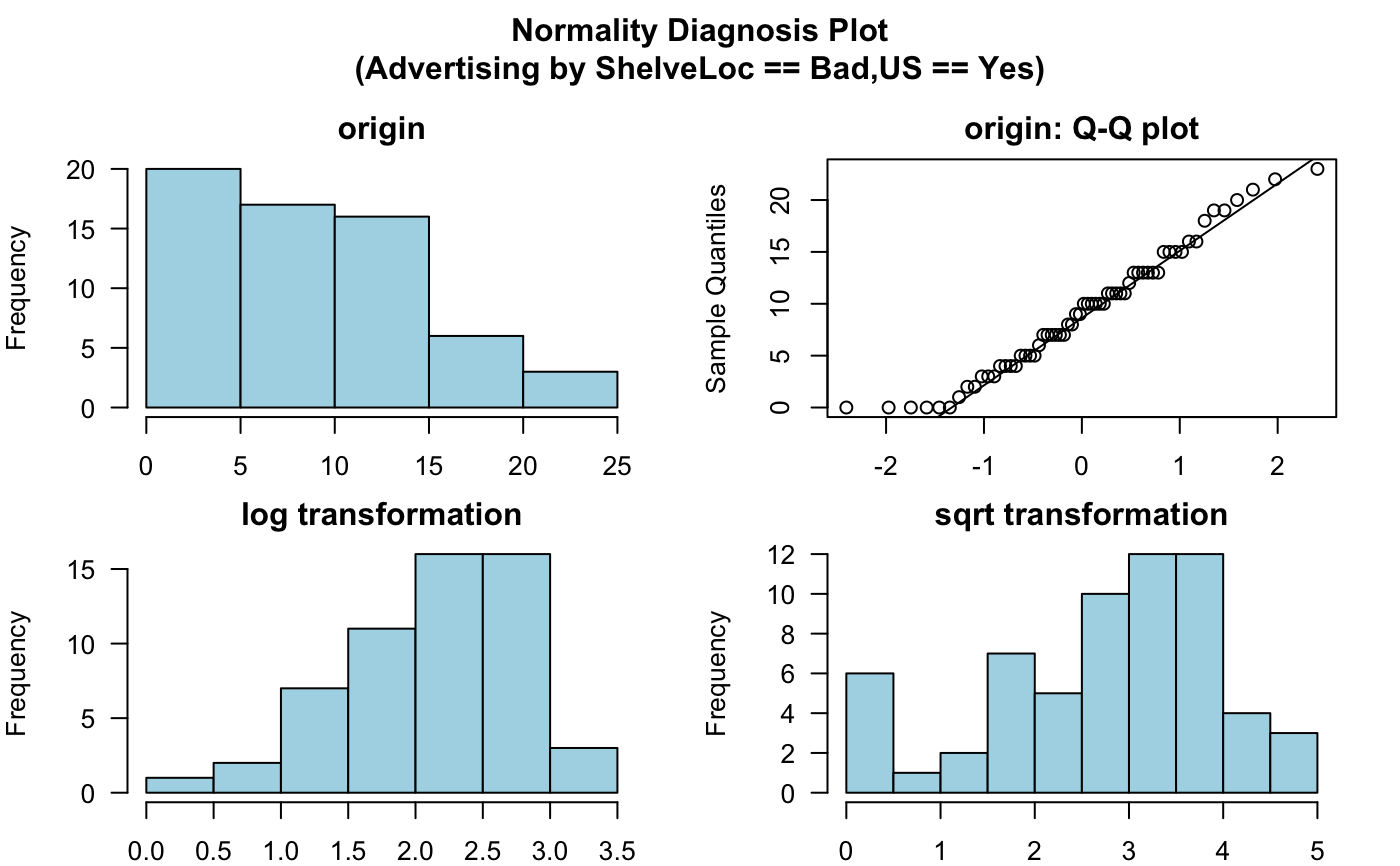 Normality Diagnosis Plot
(Advertising by ShelveLoc == Bad,US == Yes)
origin
Frequency
20
15
10
5
0
0 5 10 15 20 25
origin: Q-Q plot
Sample Quantiles
20
15
10
5
0
-2 -1 0 1 2
log transformation
Frequency
15
10
5
0
0.0 0.5 1.0 1.5 2.0 2.5 3.0 3.5
sqrt transformation
Frequency
12
10
8
6
4
2
0
0 1 2 3 4 5